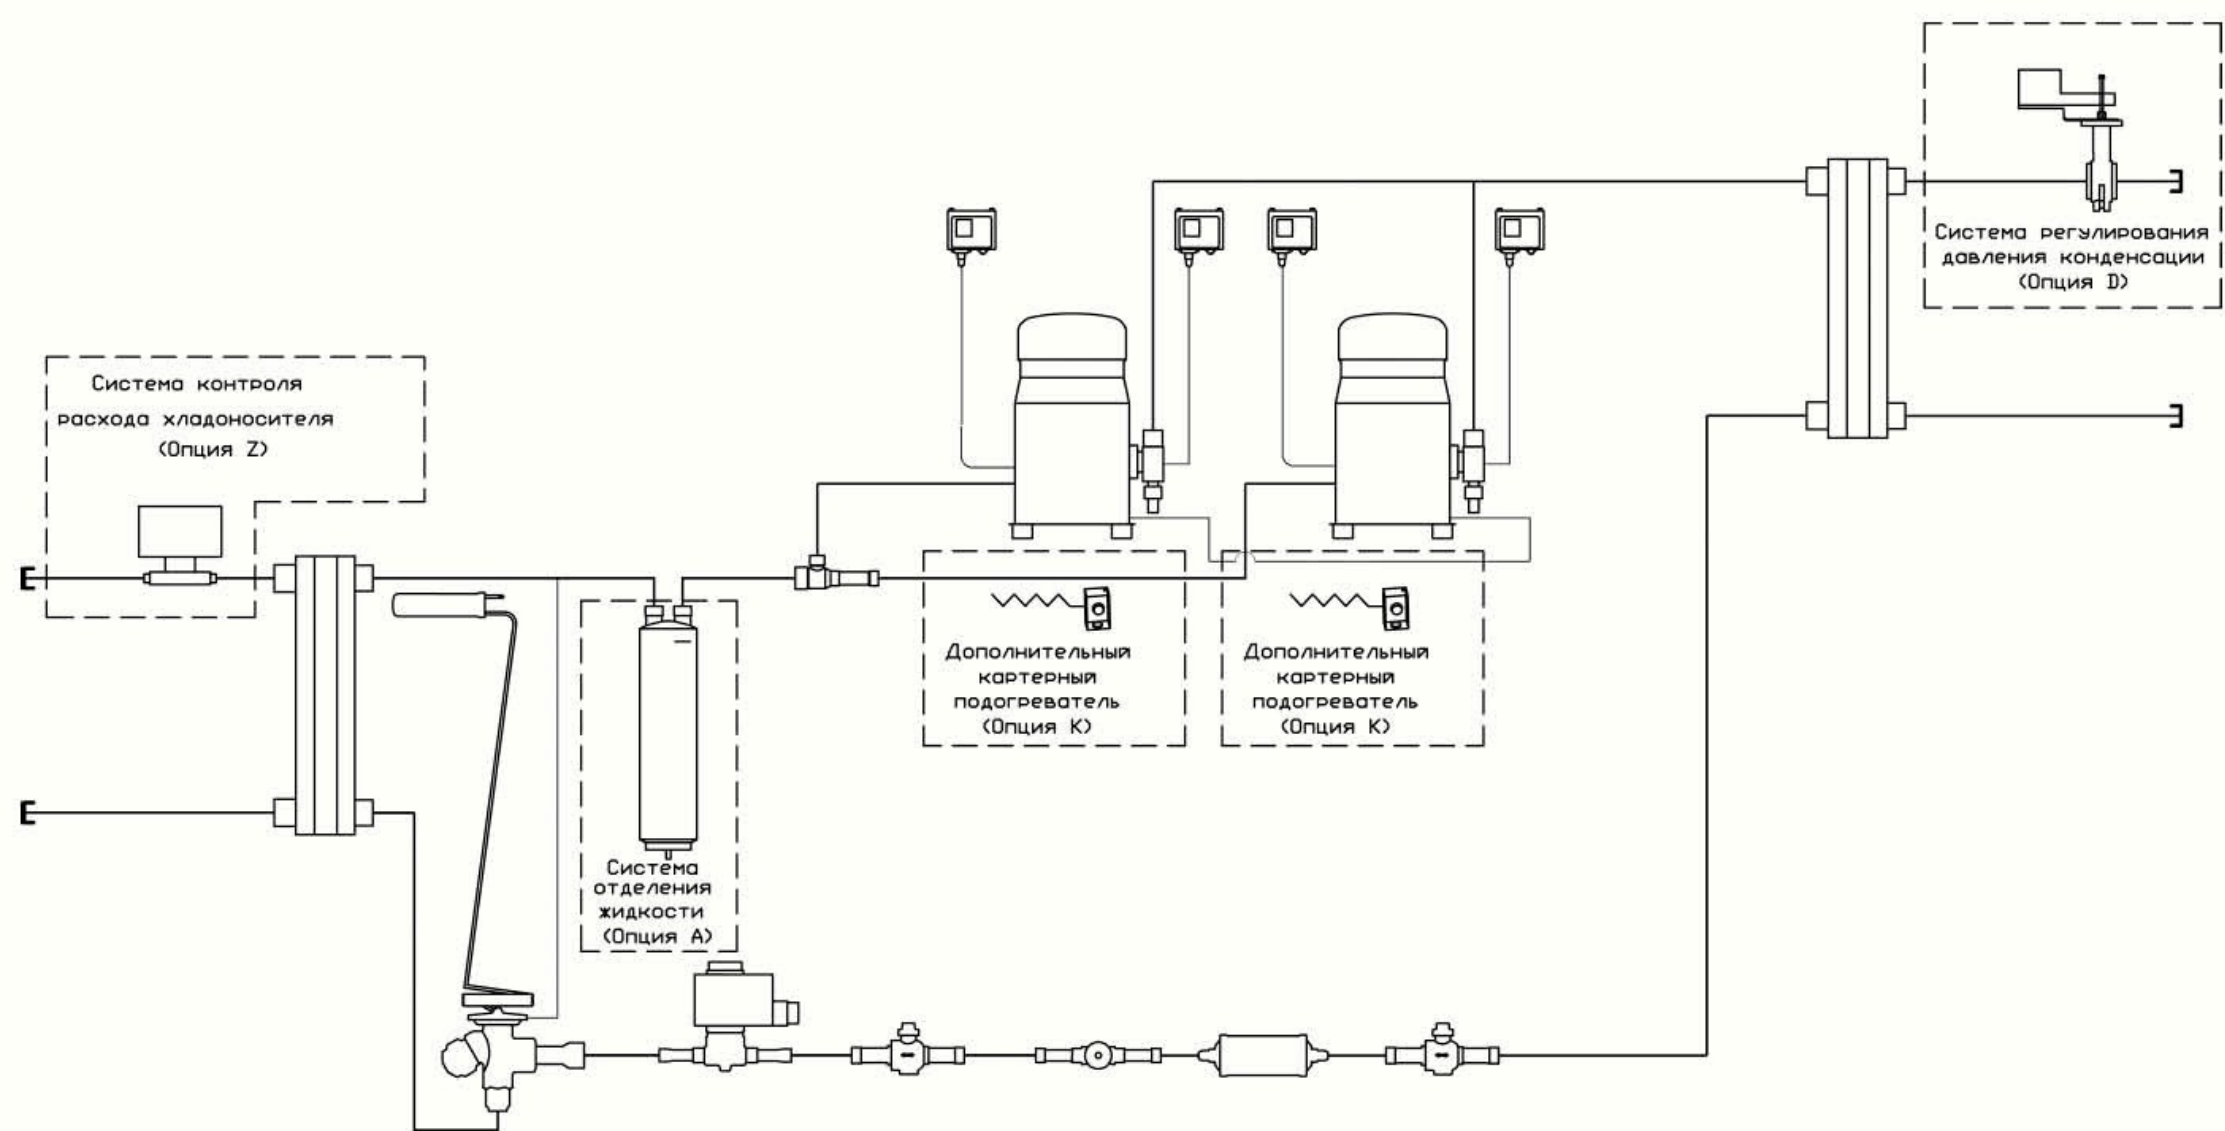 Система регулирования
давления конденсации
(Опция D)
Система контроля
расхода хладоносителя
(Опция Z)
Дополнительный
картерный
подогреватель
(Опция К)
Дополнительный
картерный
подогреватель
(Опция К)
Система
отделения
жидкости
(Опция А)